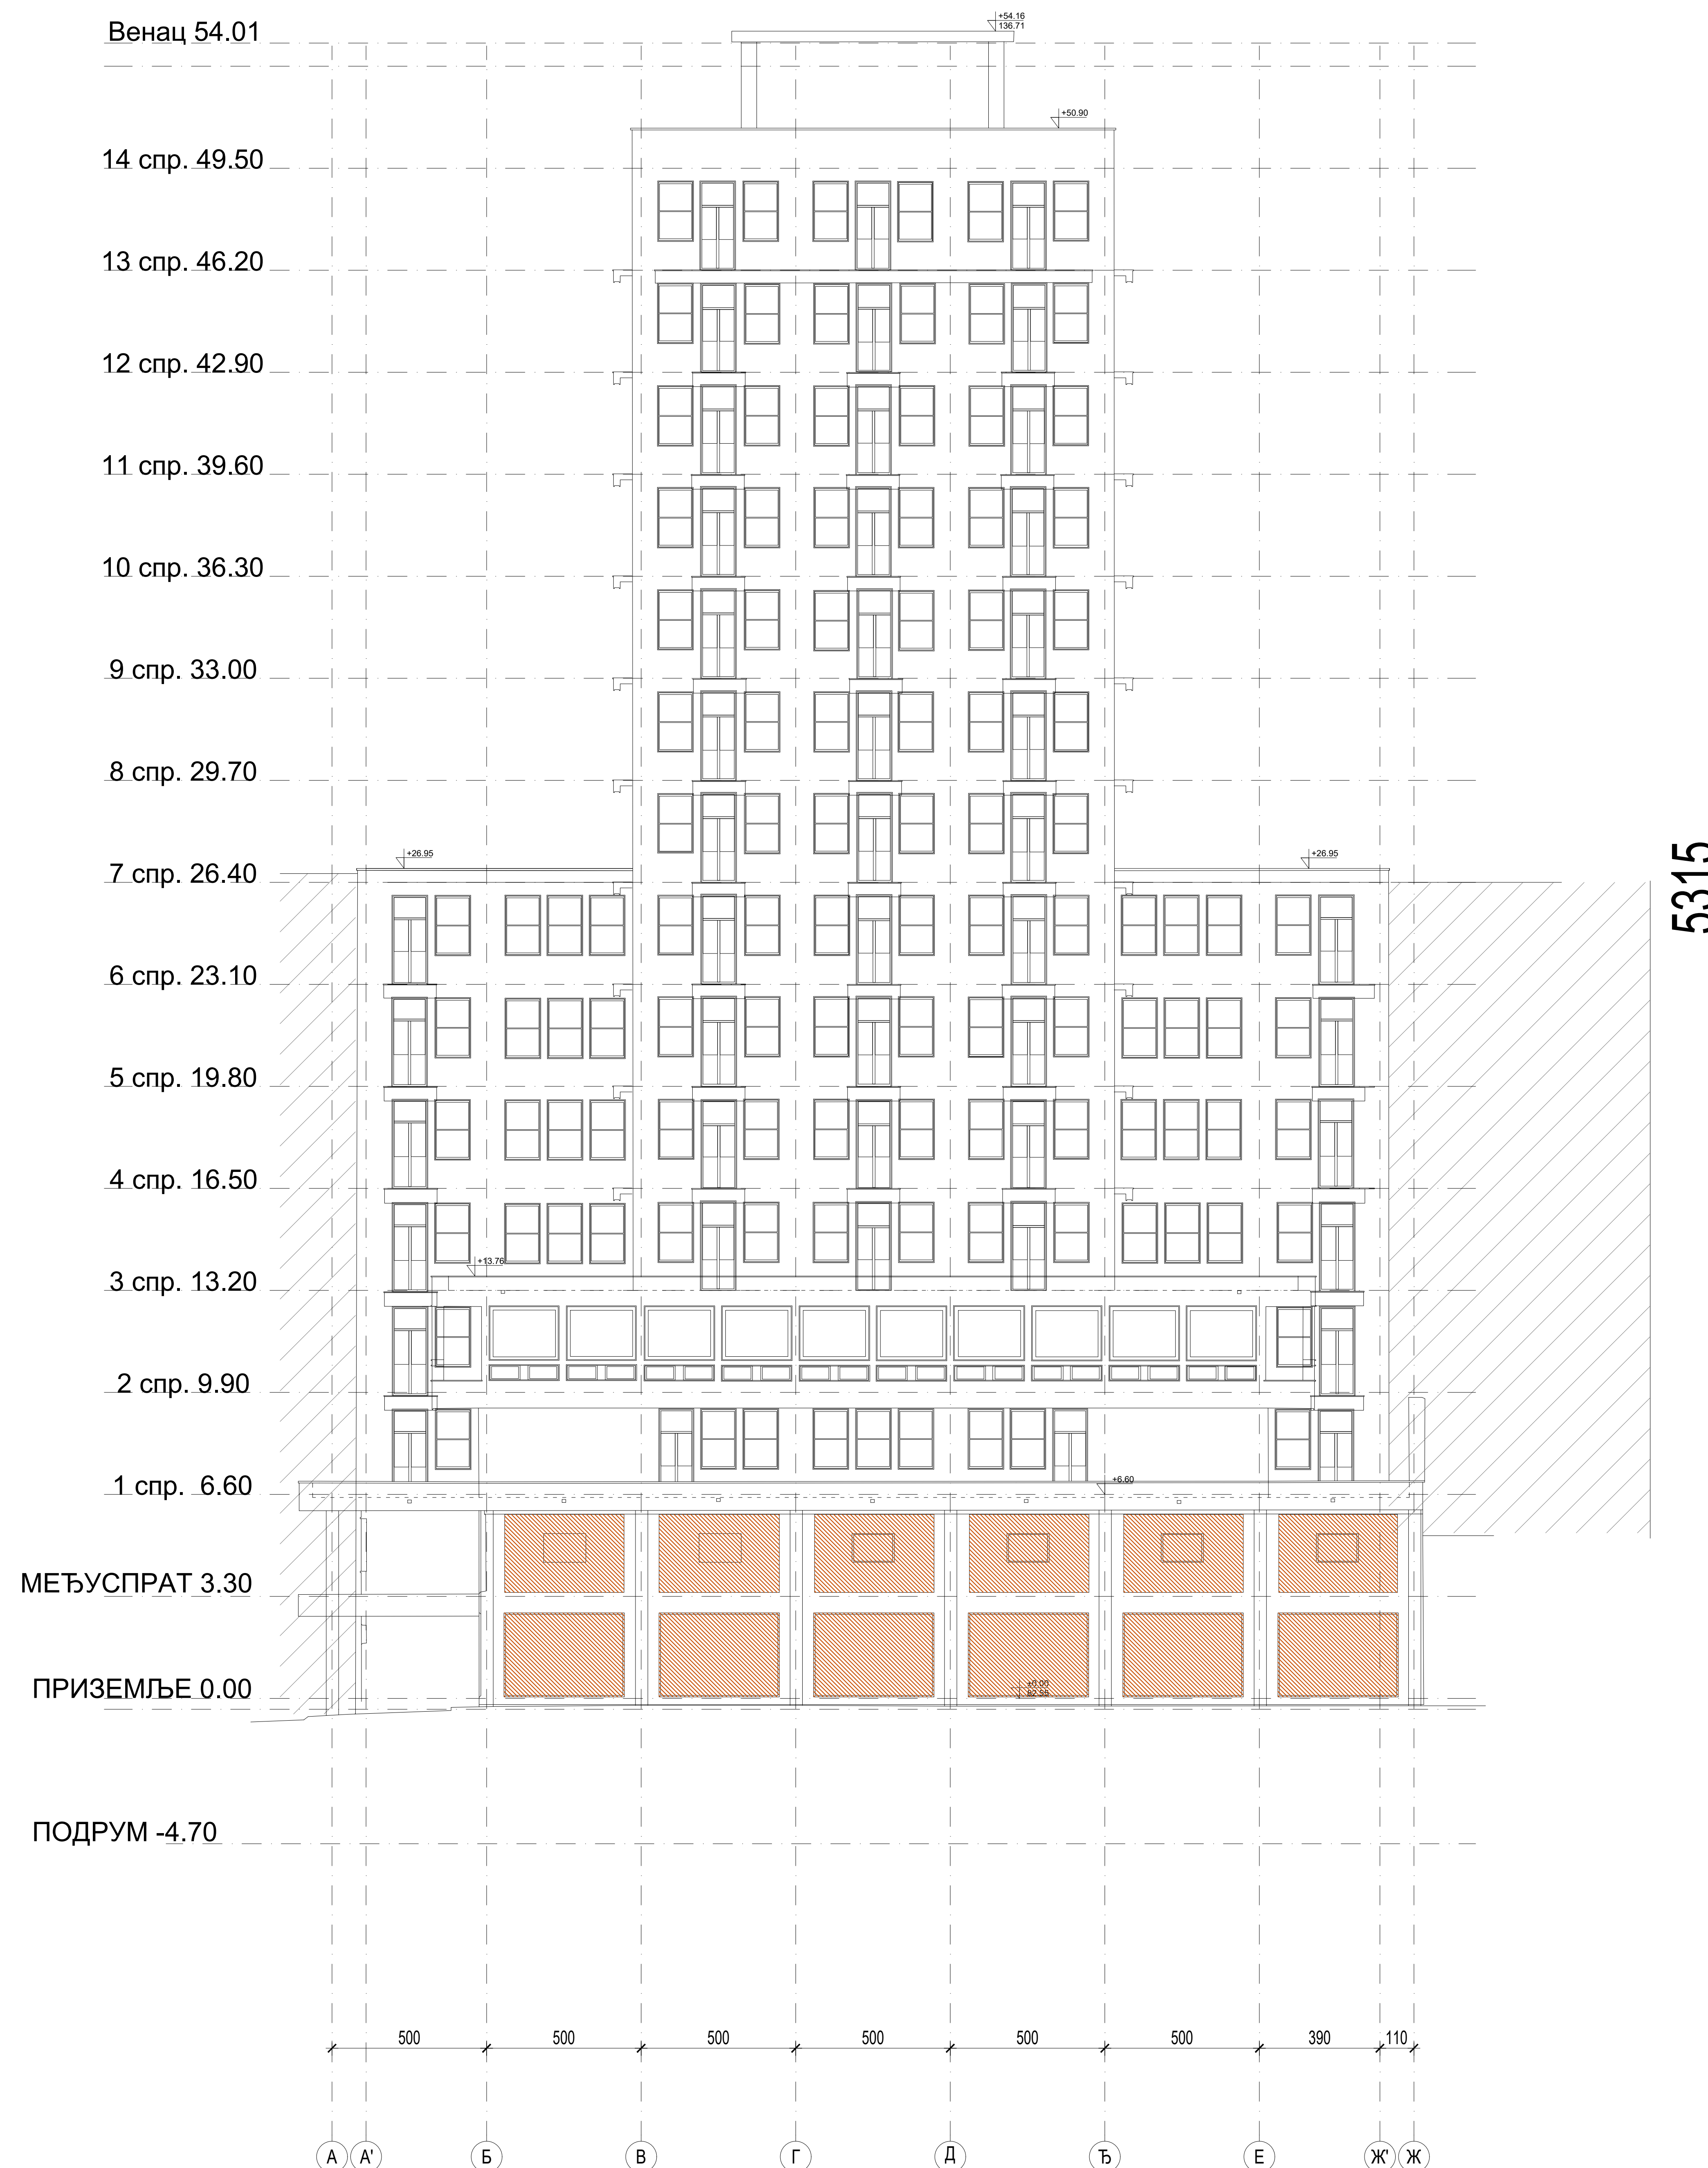 Венац 54.01
+54.16
136.71
+50.90
14 спр. 49.50
13 спр. 46.20
12 спр. 42.90
11 спр. 39.60
10 спр. 36.30
9 спр. 33.00
8 спр. 29.70
+26.95
+26.95
7 спр. 26.40
5315
6 спр. 23.10
5 спр. 19.80
4 спр. 16.50
+13.76
3 спр. 13.20
2 спр. 9.90
1 спр. 6.60
+6.60
МЕЂУСПРАТ 3.30
ПРИЗЕМЉЕ 0.00
±0.00
82.55
ПОДРУМ -4.70
500 500 500 500 500 500 390 110
А А' Б В Г Д Ђ Е Ж' Ж